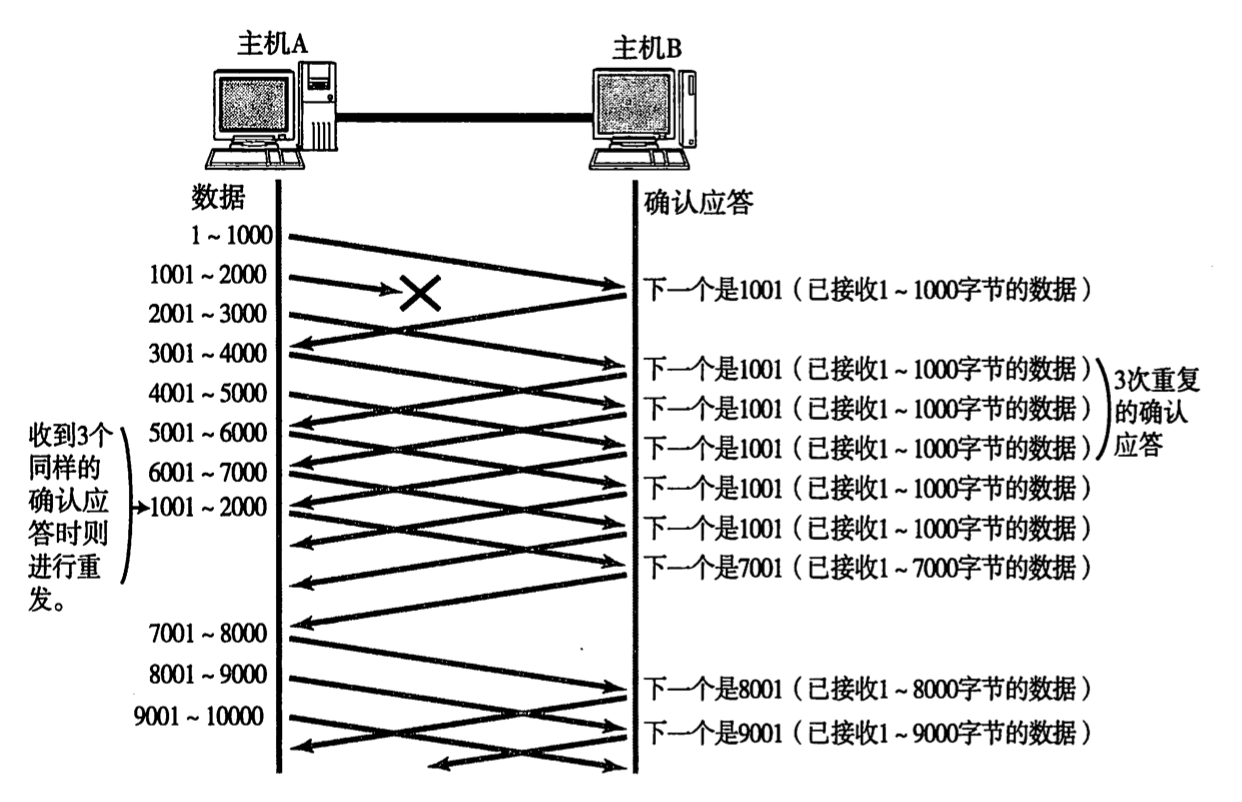 主机A
主机B
数据
确认应答
1～1000
1001～2000
下一个是1001（已接收1～1000字节的数据）
2001～3000
3001～4000
下一个是1001（已接收1～1000字节的数据）
4001～5000
下一个是1001（已接收1～1000字节的数据）
5001～6000
下一个是1001（已接收1～1000字节的数据）
3次重复
的确认
应答
6001～7000
下一个是1001（已接收1～1000字节的数据）
1001～2000
下一个是1001（已接收1～1000字节的数据）
收到3个
同样的
确认应
答时则
进行重
发。
下一个是7001（已接收1～7000字节的数据）
7001～8000
8001～9000
下一个是8001（已接收1～8000字节的数据）
9001～10000
下一个是9001（已接收1～9000字节的数据）